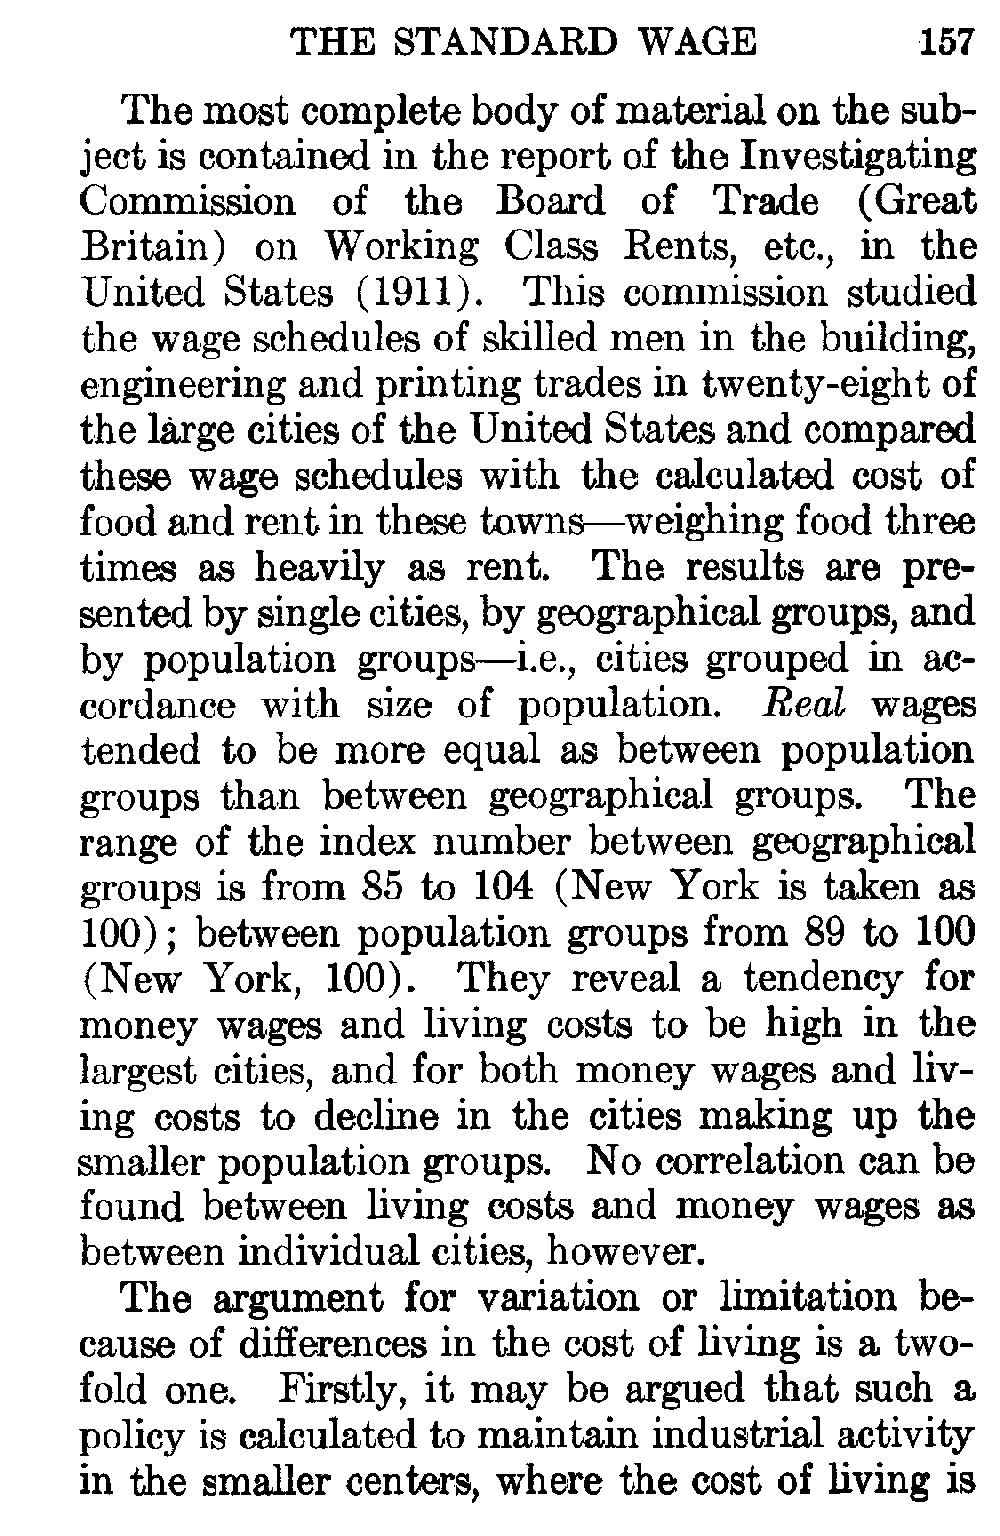 THE STANDARD WAGE 157
The most complete body of material on the sub-
ject is contained in the report of the Investigating
Commission of the Board of Trade (Great
Britain) on Working Class Rents, etc., in the
United States (1911). This commission studied
the wage schedules of skilled men in the building,
engineering and printing trades in twenty-eight of
the large cities of the United States and compared
these wage schedules with the calculated cost of
food and rent in these towns—weighing food three
times as heavily as rent. The results are pre-
sented by single cities, by geographical groups, and
by population groups—i.e., cities grouped in ac-
cordance with size of population. Real wages
tended to be more equal as between population
groups than between geographical groups. The
range of the index number between geographical
groups is from 85 to 104 (New York is taken as
100); between population groups from 89 to 100
(New York, 100). They reveal a tendency for
money wages and living costs to be high in the
largest cities, and for both money wages and liv-
ing costs to decline in the cities making up the
smaller population groups. No correlation can be
found between living costs and money wages as
between individual cities, however.
The argument for variation or limitation be-
cause of differences in the cost of living is a two-
fold one. Firstly, it may be argued that such a
policy is calculated to maintain industrial activity
in the smaller centers, where the cost of living is